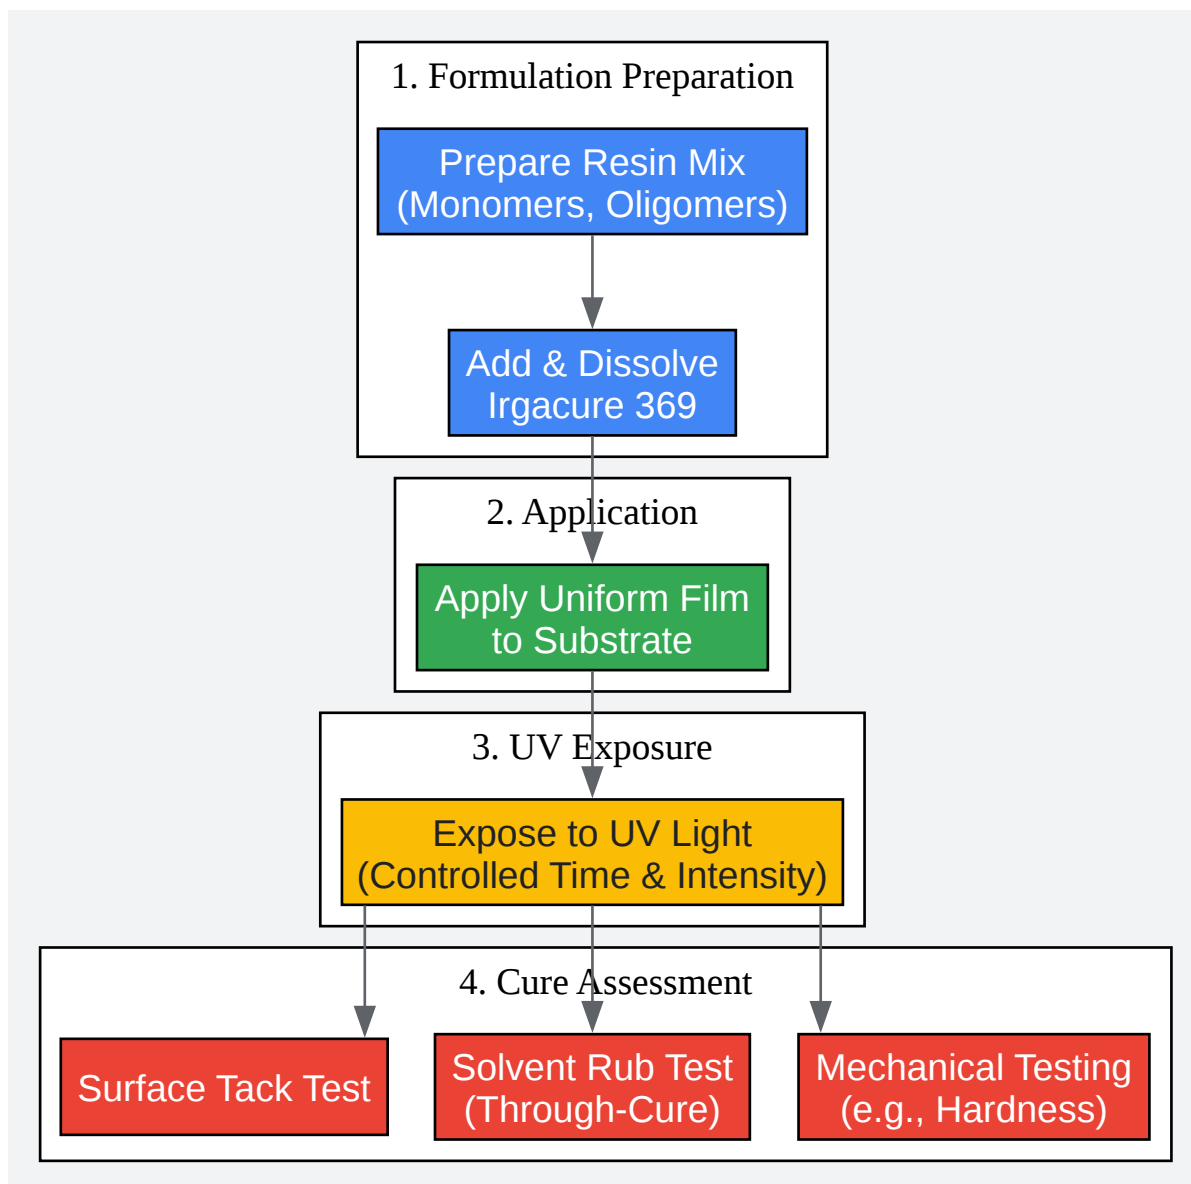 1. Formulation Preparation
Prepare Resin Mix
(Monomers, Oligomers)
Add & Dissolve
Irgacure 369
2. Application
Apply Uniform Film
to Substrate
3. UV Exposure
Expose to UV Light
(Controlled Time & Intensity)
4. Cure Assessment
Surface Tack Test
Solvent Rub Test
(Through-Cure)
Mechanical Testing
(e.g., Hardness)